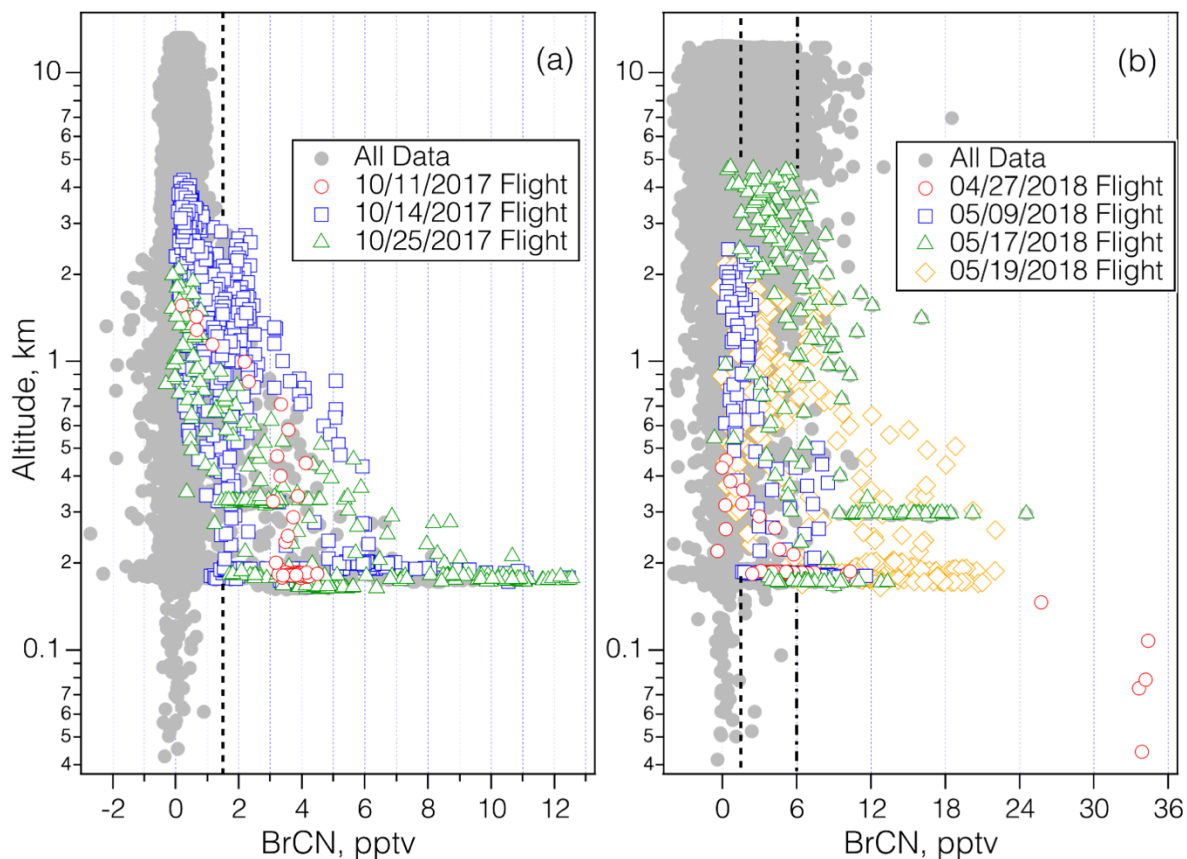 (a)
All Data
10/11/2017 Flight
10/14/2017 Flight
10/25/2017 Flight
Altitude, km
10
7
6
5
4
3
2
1
7
6
5
4
3
2
0.1
7
6
5
4
-2 0 2 4 6 8 10 12
BrCN, pptv
(b)
All Data
04/27/2018 Flight
05/09/2018 Flight
05/17/2018 Flight
05/19/2018 Flight
10
7
6
5
4
3
2
1
7
6
5
4
3
2
0.1
7
6
5
4
0 6 12 18 24 30 36
BrCN, pptv